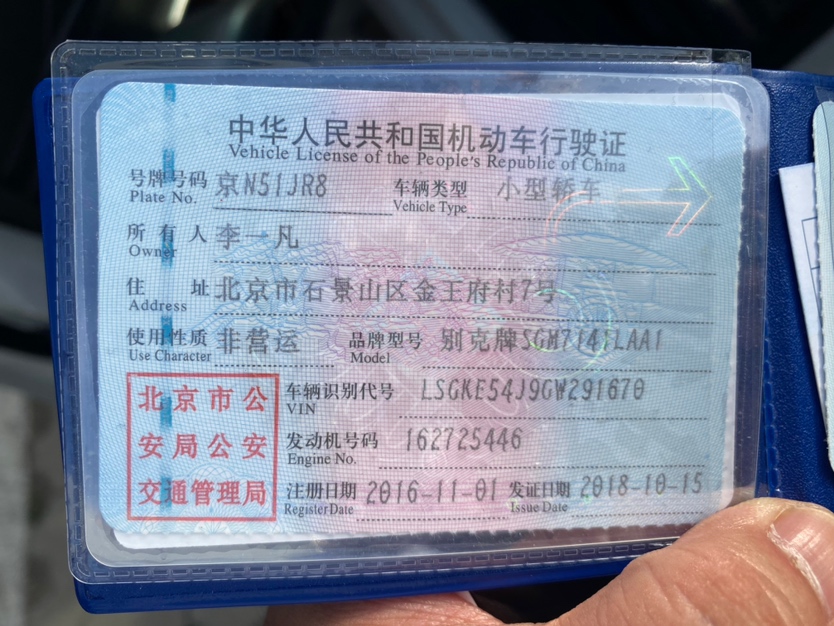 中华人民共和国机动车行驶证
Vehicle License of the People's Republic of China
号牌号码 京N51JR8 车辆类型 小型轿车
Plate No. Vehicle Type
所有人 李一凡
Owner
住址 北京市石景山区金王府村7号
Address
使用性质 非营运 品牌型号 别克牌SGM7141LAA1
Use Character Model
北京市公
安局公安
交通管理局
车辆识别代号 LSGKE54J9GW291670
VIN
发动机号码 162725446
Engine No.
注册日期 2016-11-01 发证日期 2018-10-15
Register Date Issue Date